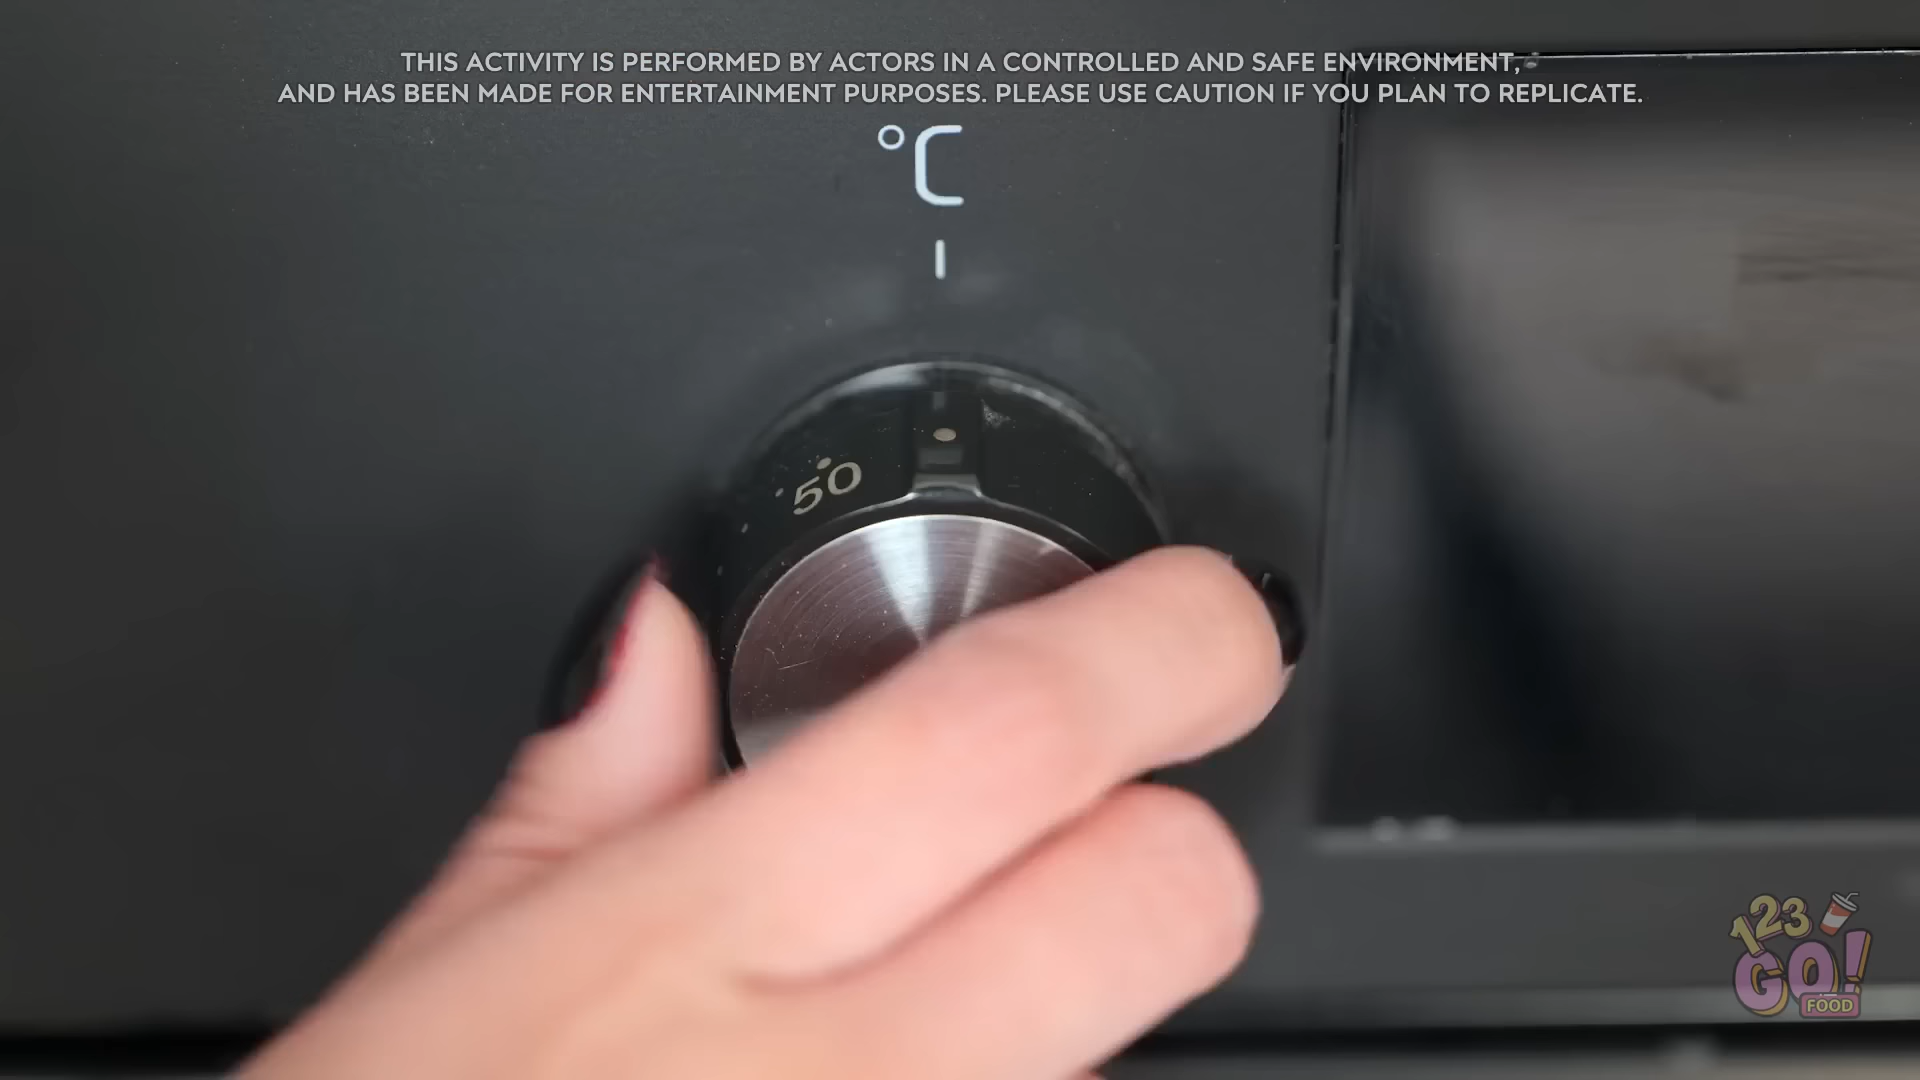 THIS ACTIVITY IS PERFORMED BY ACTORS IN A CONTROLLED AND SAFE ENVIRONMENT,
AND HAS BEEN MADE FOR ENTERTAINMENT PURPOSES. PLEASE USE CAUTION IF YOU PLAN TO REPLICATE.
°C
50
123
GO!
FOOD